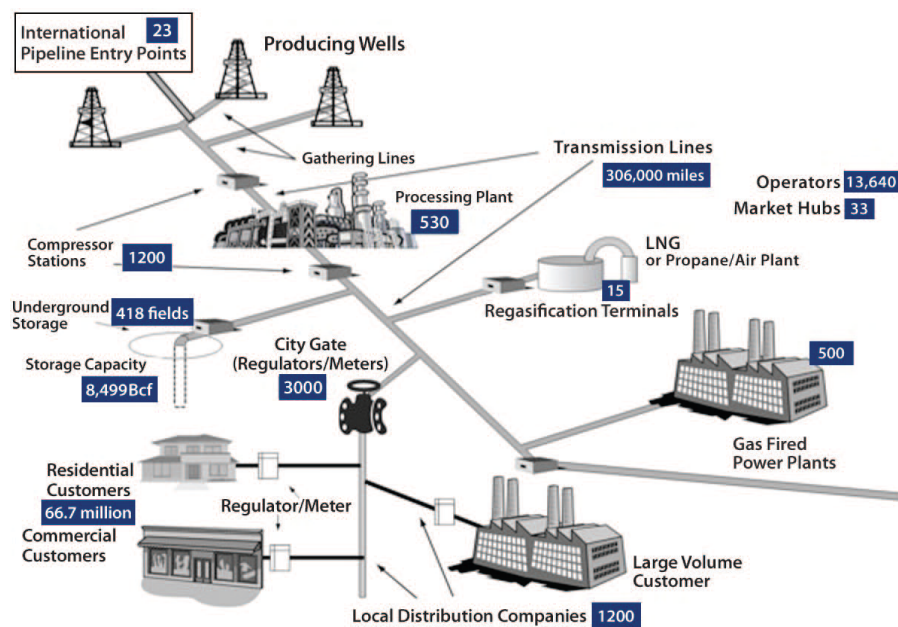 International 23
Pipeline Entry Points
Producing Wells
Gathering Lines
Transmission Lines
306,000 miles
Operators 13,640
Market Hubs 33
Processing Plant
530
Compressor
Stations 1200
LNG
or Propane/Air Plant
15
Regasification Terminals
Underground
Storage 418 fields
Storage Capacity
8,499Bcf
City Gate
(Regulators/Meters)
3000
500
Gas Fired
Power Plants
Residential
Customers
66.7 million
Regulator/Meter
Commercial
Customers
Large Volume
Customer
Local Distribution Companies 1200